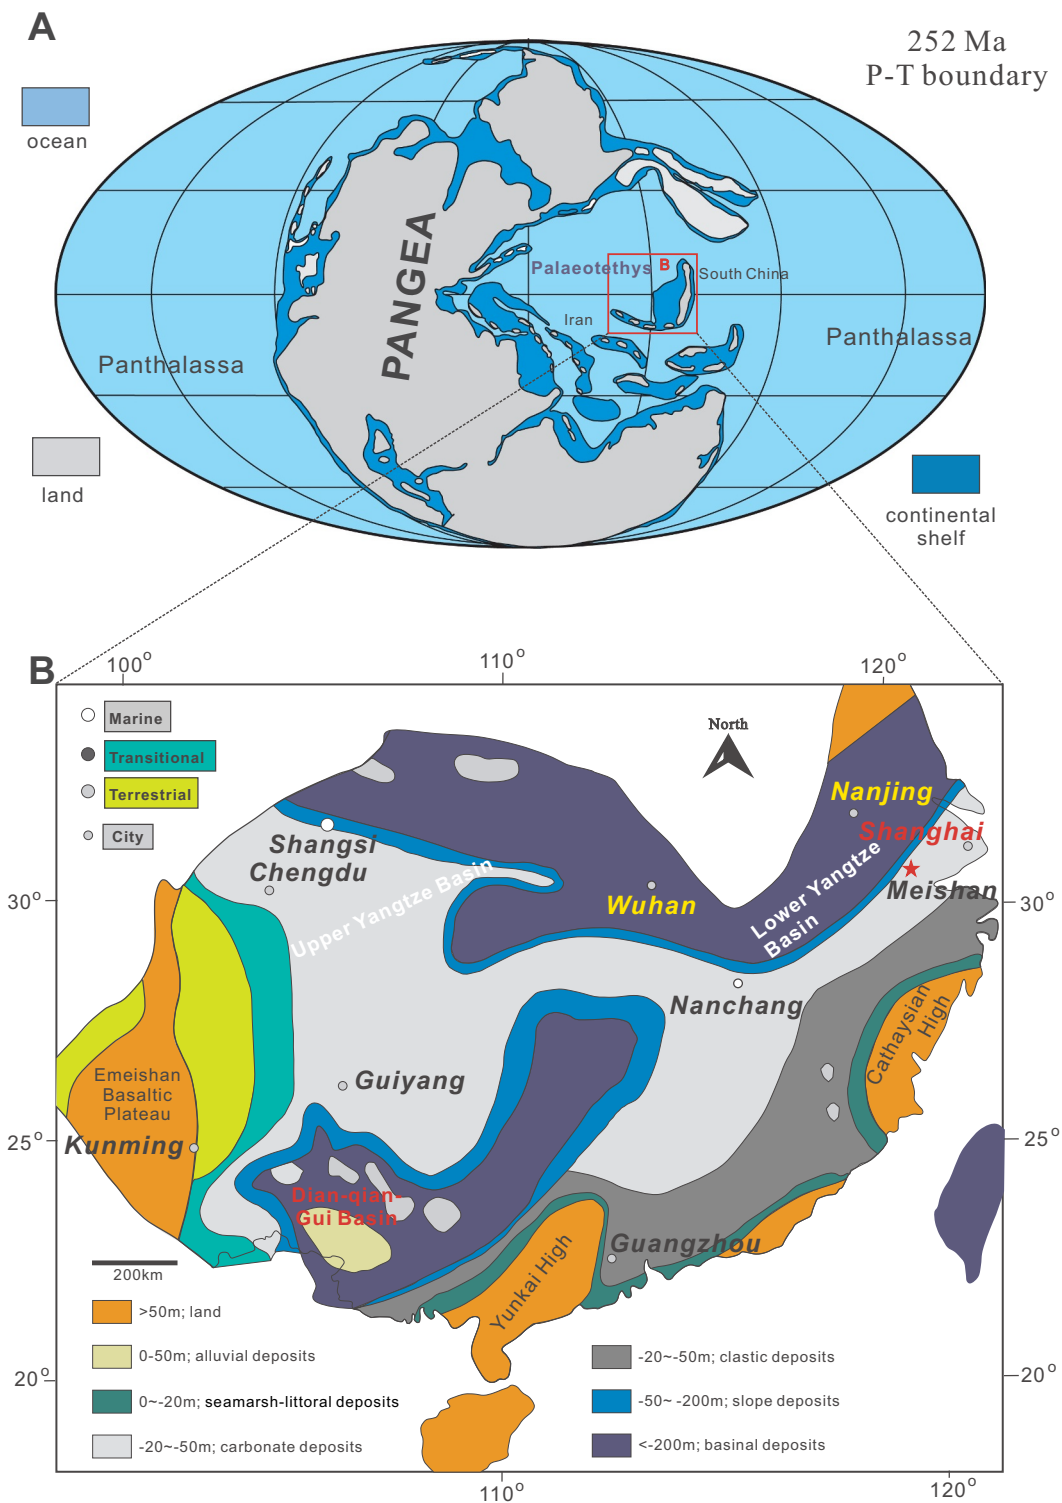 A
252 Ma
P-T boundary
ocean
PANGEA
Palaeotethys
B
South China
Iran
Panthalassa
Panthalassa
land
continental
shelf
B
100°
110°
120°
Marine
Transitional
Terrestrial
City
North
Nanjing
Shanghai
Shangsi
Chengdu
Meishan
30°
30°
Upper Yangtze Basin
Wuhan
Lower Yangtze
Basin
Nanchang
Cathaysian
High
Emeishan
Basaltic
Plateau
Guiyang
Kunming
25°
25°
Dian-qian-
Gui Basin
Guangzhou
Yunkai High
200km
>50m; land
0-50m; alluvial deposits
0~-20m; seamarsh-littoral deposits
-20~-50m; carbonate deposits
-20~-50m; clastic deposits
-50~ -200m; slope deposits
<-200m; basinal deposits
20°
20°
110°
120°